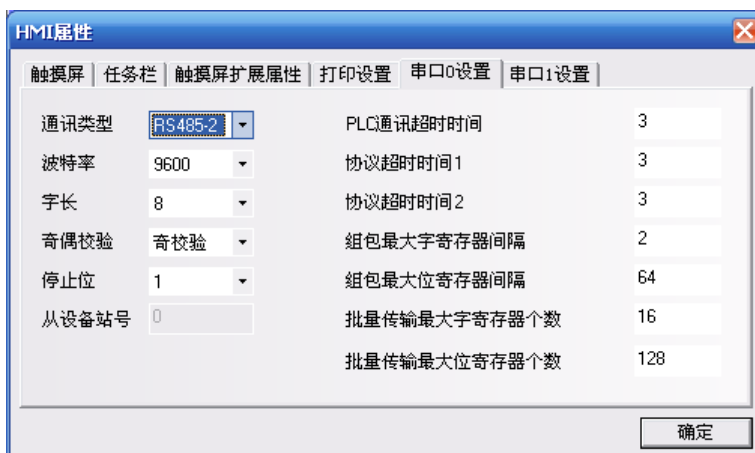 HMI属性
触摸屏 任务栏 触摸屏扩展属性 打印设置 串口0设置 串口1设置
通讯类型 RS485-2 PLC通讯超时时间 3
波特率 9600 协议超时时间1 3
字长 8 协议超时时间2 3
奇偶校验 奇校验 组包最大字寄存器间隔 2
停止位 1 组包最大位寄存器间隔 64
从设备站号 0 批量传输最大字寄存器个数 16
批量传输最大位寄存器个数 128
确定